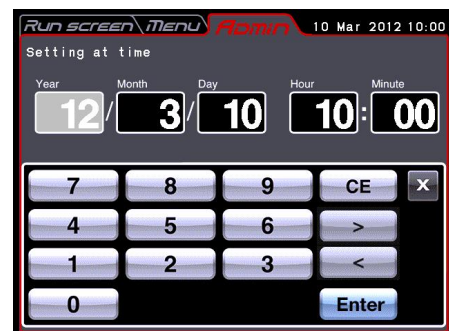 Run screen Menu Admin 10 Mar 2012 10:00
Setting at time
Year Month Day Hour Minute
12/ 3/ 10 10: 00
7 8 9 CE X
4 5 6 >
1 2 3 <
0 Enter